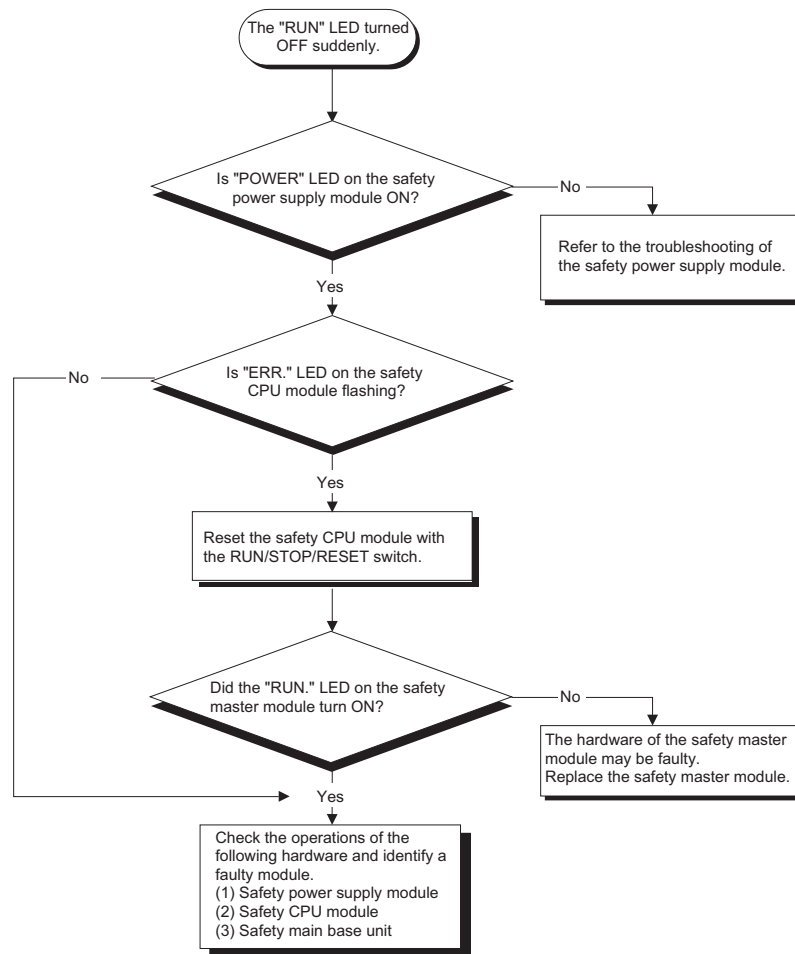 The "RUN" LED turned
OFF suddenly.
Is "POWER" LED on the safety
power supply module ON?
No
Refer to the troubleshooting of
the safety power supply module.
Yes
Is "ERR." LED on the safety
CPU module flashing?
No
Yes
Reset the safety CPU module with
the RUN/STOP/RESET switch.
Did the "RUN." LED on the safety
master module turn ON?
No
The hardware of the safety master
module may be faulty.
Replace the safety master module.
Yes
Check the operations of the
following hardware and identify a
faulty module.
(1) Safety power supply module
(2) Safety CPU module
(3) Safety main base unit